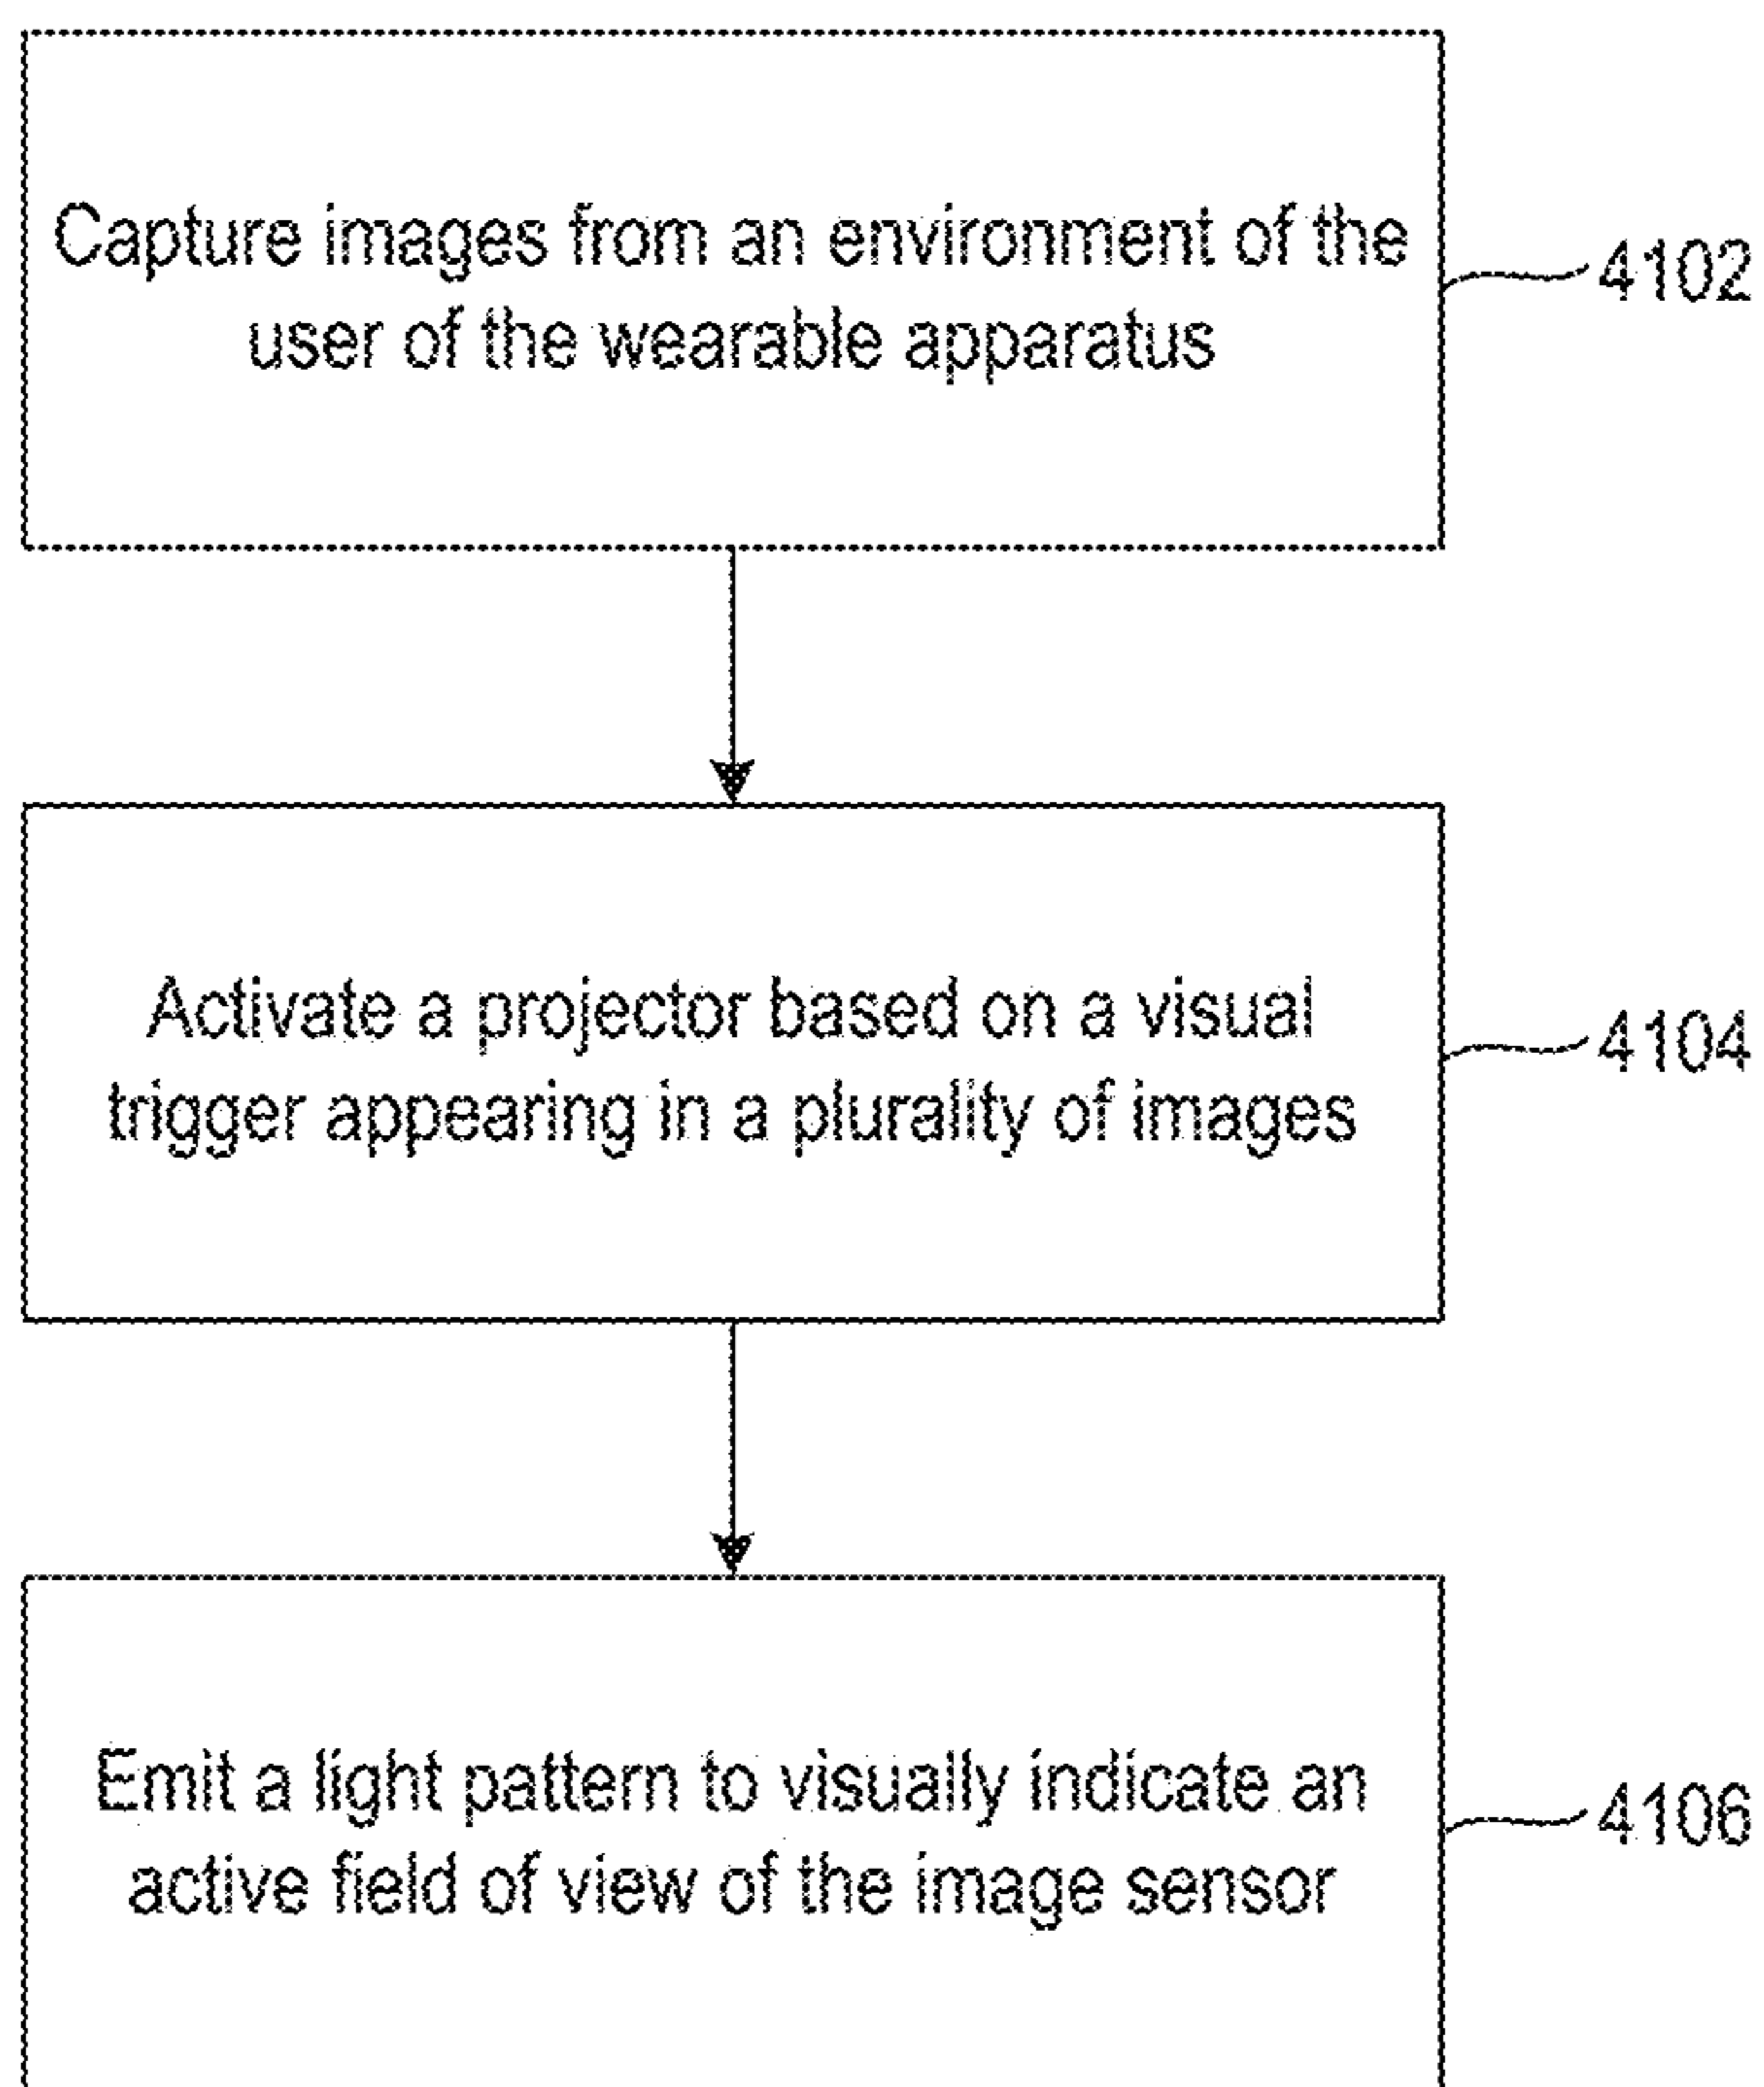 Capture images from an environment of the
user of the wearable apparatus
4102
Activate a projector based on a visual
trigger appearing in a plurality of images
4104
Emit a light pattern to visually indicate an
active field of view of the image sensor
4106